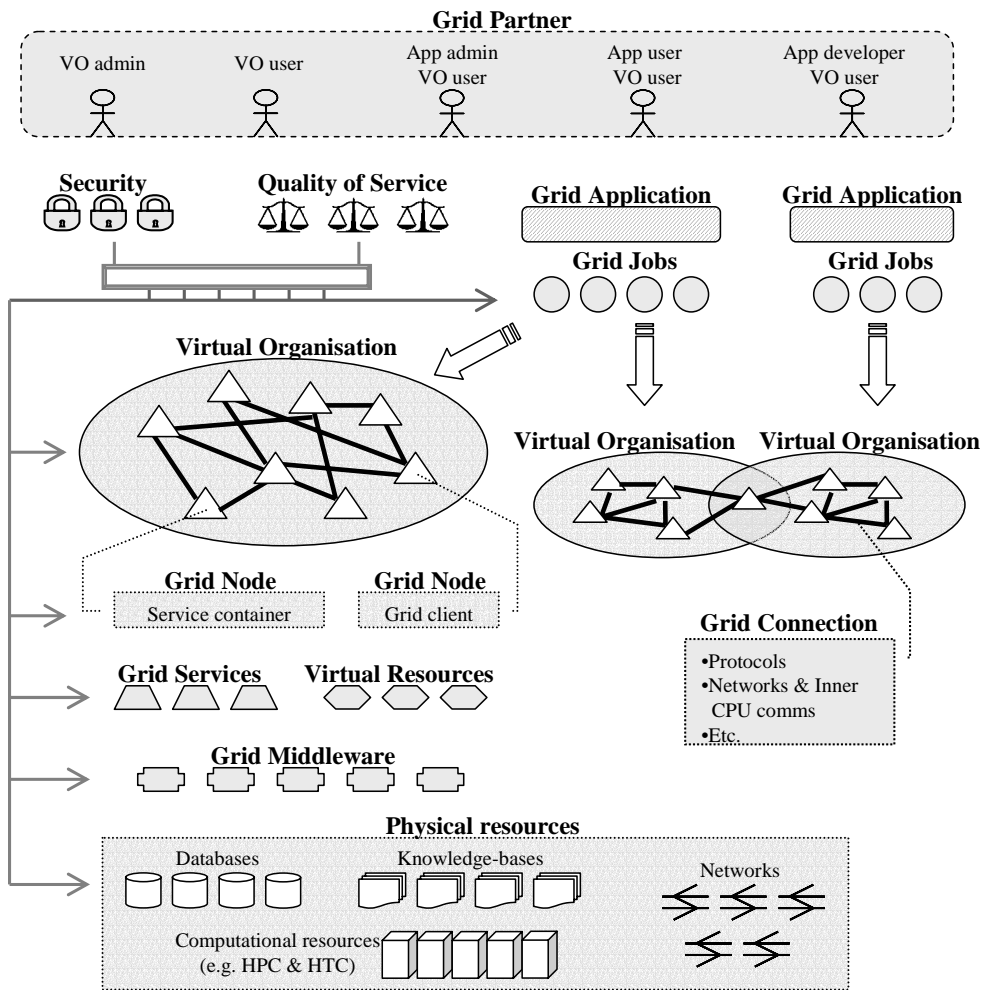 Grid Partner
VO admin
VO user
App admin
VO user
App user
VO user
App developer
VO user
Security
Quality of Service
Grid Application
Grid Application
Grid Jobs
Grid Jobs
Virtual Organisation
Virtual Organisation
Virtual Organisation
Grid Node
Service container
Grid Node
Grid client
Grid Connection
•Protocols
•Networks & Inner
CPU comms
•Etc.
Grid Services
Virtual Resources
Grid Middleware
Physical resources
Databases
Knowledge-bases
Networks
Computational resources
(e.g. HPC & HTC)